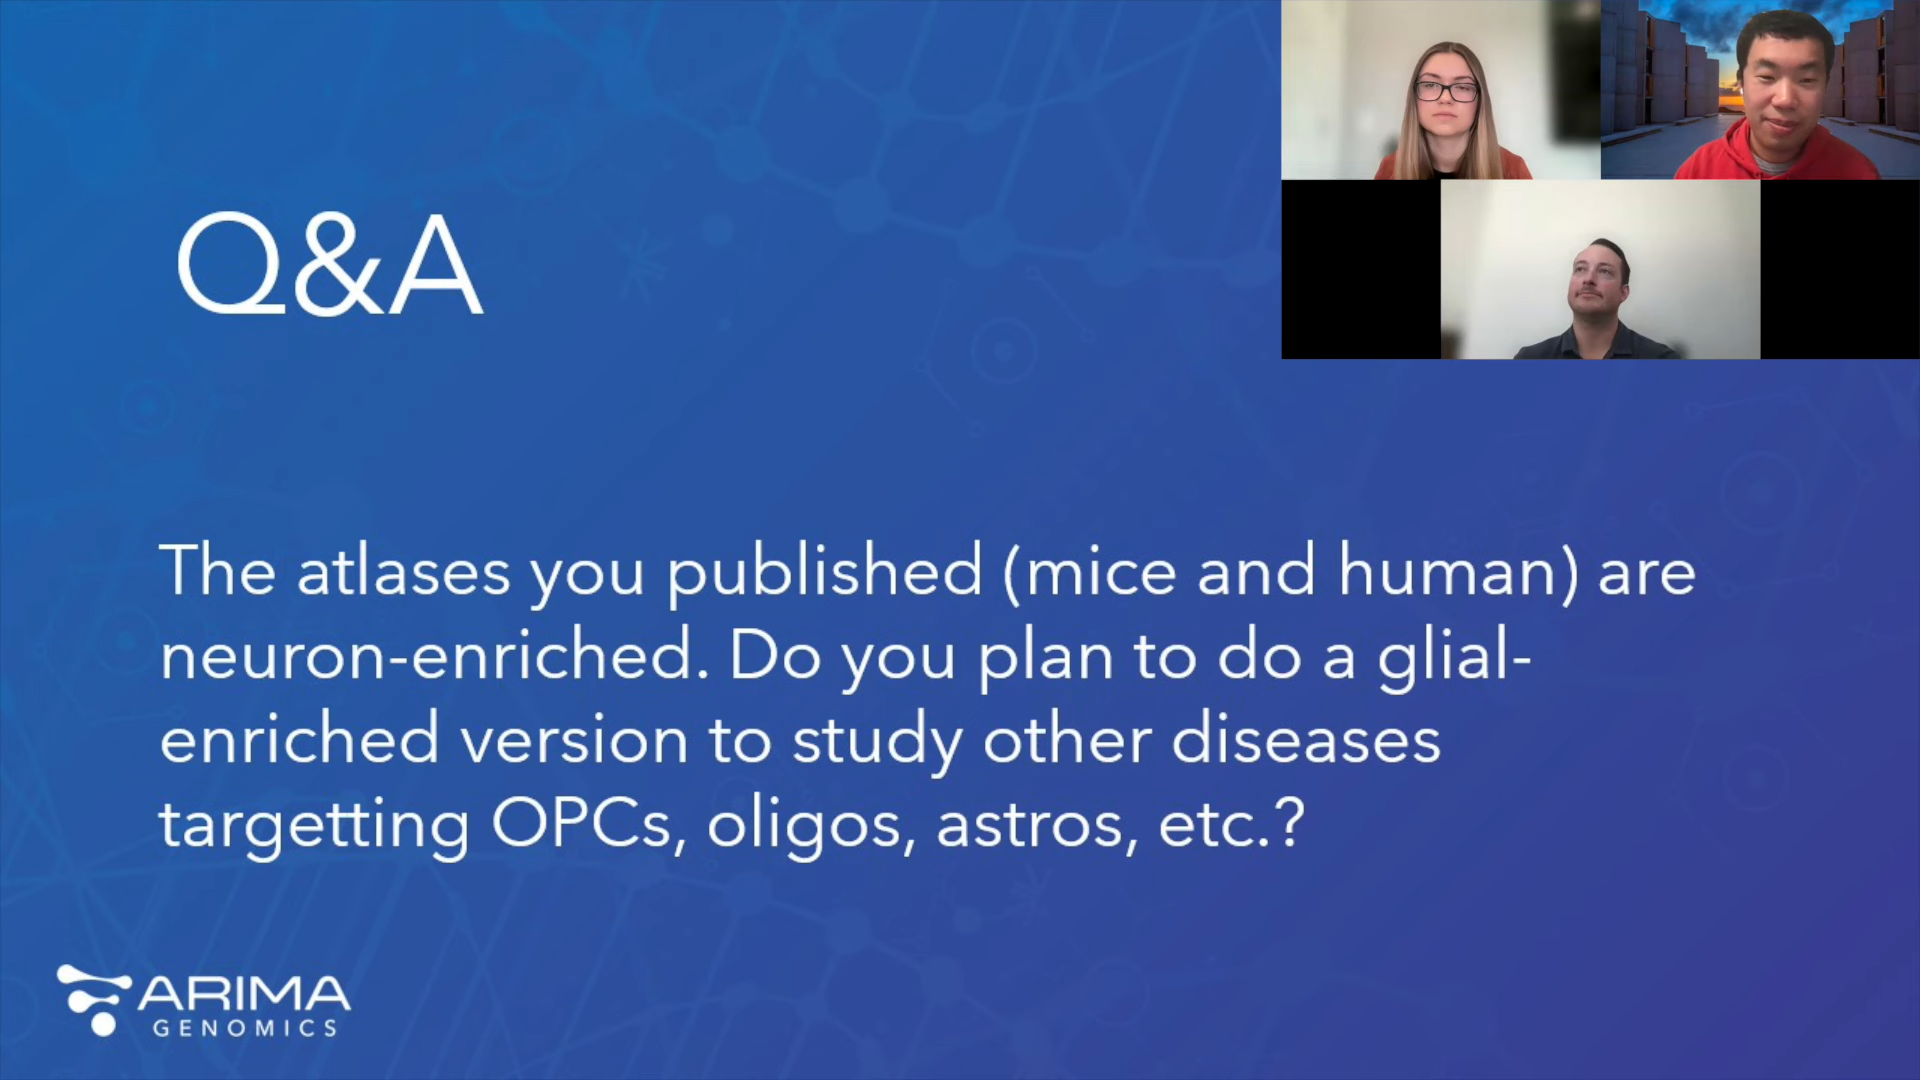 Q&A
The atlases you published (mice and human) are
neuron-enriched. Do you plan to do a glial-
enriched version to study other diseases
targetting OPCs, oligos, astros, etc.?
ARIMA
GENOMICS